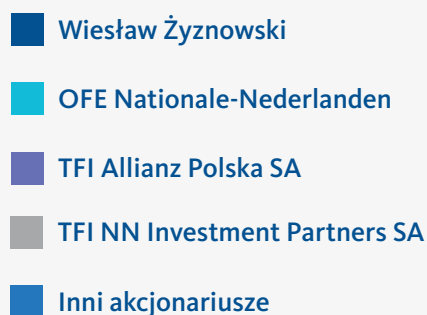 Wiesław Żyznowski
OFE Nationale-Nederlanden
TFI Allianz Polska SA
TFI NN Investment Partners SA
Inni akcjonariusze